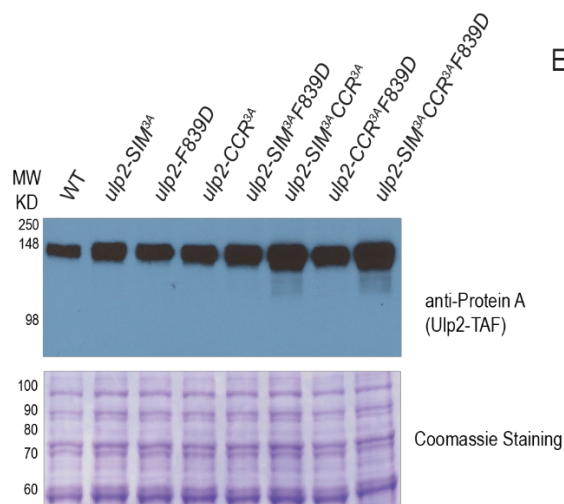 E
WT
ulp2-SIM³ᴬ
ulp2-F839D
ulp2-CCR³ᴬ
ulp2-SIM³ᴬF839D
ulp2-SIM³ᴬCCR³ᴬ
ulp2-CCR³ᴬF839D
ulp2-SIM³ᴬCCR³ᴬF839D
MW
KD
250
148
98
anti-Protein A
(Ulp2-TAF)
100
90
80
70
60
Coomassie Staining